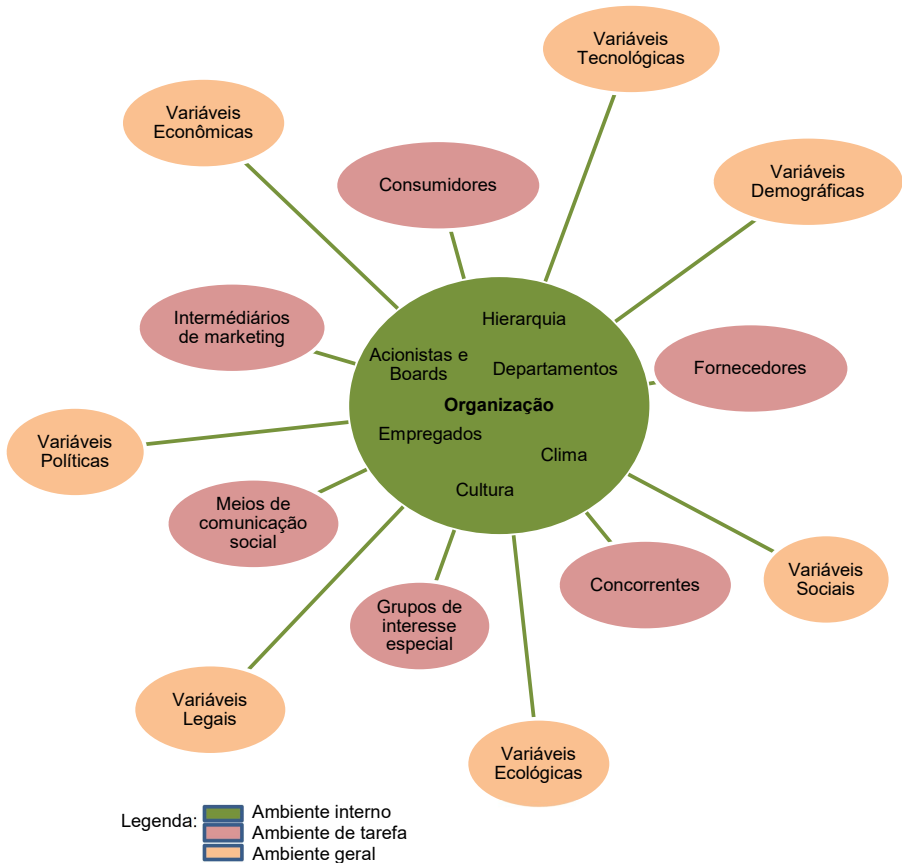 Variáveis
Tecnológicas
Variáveis
Econômicas
Consumidores
Variáveis
Demográficas
Intermédiários
de marketing
Hierarquia
Acionistas e
Boards
Departamentos
Fornecedores
Organização
Empregados
Clima
Cultura
Variáveis
Políticas
Meios de
comunicação
social
Grupos de
interesse
especial
Concorrentes
Variáveis
Sociais
Variáveis
Legais
Variáveis
Ecológicas
Legenda:
Ambiente interno
Ambiente de tarefa
Ambiente geral